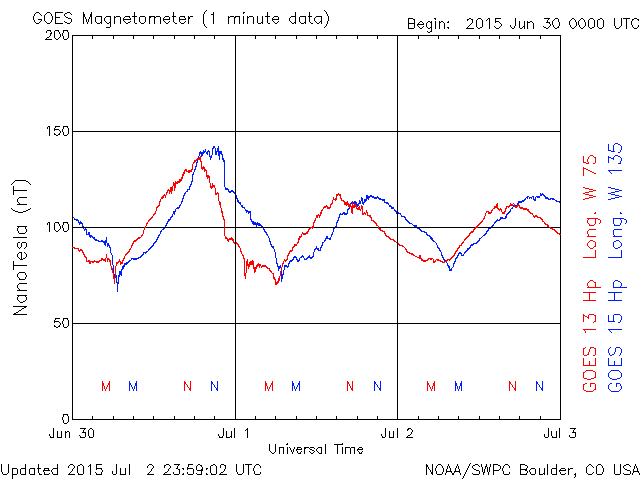 GOES Magnetometer (1 minute data)
Begin: 2015 Jun 30 0000 UTC
200
150
100
50
0
NanoTesla (nT)
M M N N M M N N M M N N
Jun 30 Jul 1 Jul 2 Jul 3
Universal Time
GOES 13 Hp Long. W 75
GOES 15 Hp Long. W 135
Updated 2015 Jul 2 23:59:02 UTC
NOAA/SWPC Boulder, CO USA